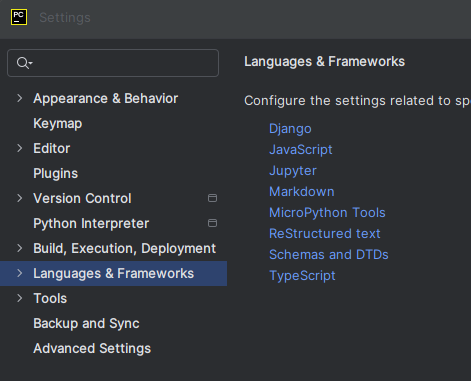 PC
Settings
Languages & Frameworks
Appearance & Behavior
Configure the settings related to sp
Keymap
Django
Editor
JavaScript
Jupyter
Plugins
Markdown
Version Control
MicroPython Tools
Python Interpreter
ReStructured text
Build, Execution, Deployment
Schemas and DTDs
Languages & Frameworks
TypeScript
Tools
Backup and Sync
Advanced Settings